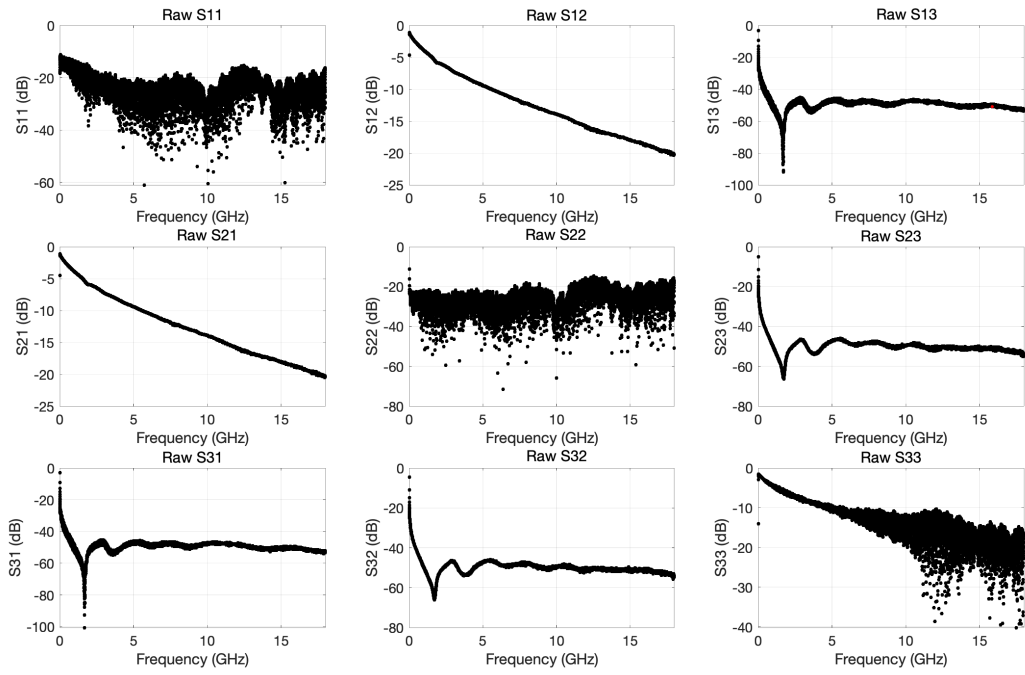 Raw S11
0
-20
-40
-60
S11 (dB)
0 5 10 15
Frequency (GHz)
Raw S12
0
-5
-10
-15
-20
-25
S12 (dB)
0 5 10 15
Frequency (GHz)
Raw S13
0
-20
-40
-60
-80
-100
S13 (dB)
0 5 10 15
Frequency (GHz)
Raw S21
0
-5
-10
-15
-20
-25
S21 (dB)
0 5 10 15
Frequency (GHz)
Raw S22
0
-20
-40
-60
-80
S22 (dB)
0 5 10 15
Frequency (GHz)
Raw S23
0
-20
-40
-60
-80
S23 (dB)
0 5 10 15
Frequency (GHz)
Raw S31
0
-20
-40
-60
-80
-100
S31 (dB)
0 5 10 15
Frequency (GHz)
Raw S32
0
-20
-40
-60
-80
S32 (dB)
0 5 10 15
Frequency (GHz)
Raw S33
0
-10
-20
-30
-40
S33 (dB)
0 5 10 15
Frequency (GHz)